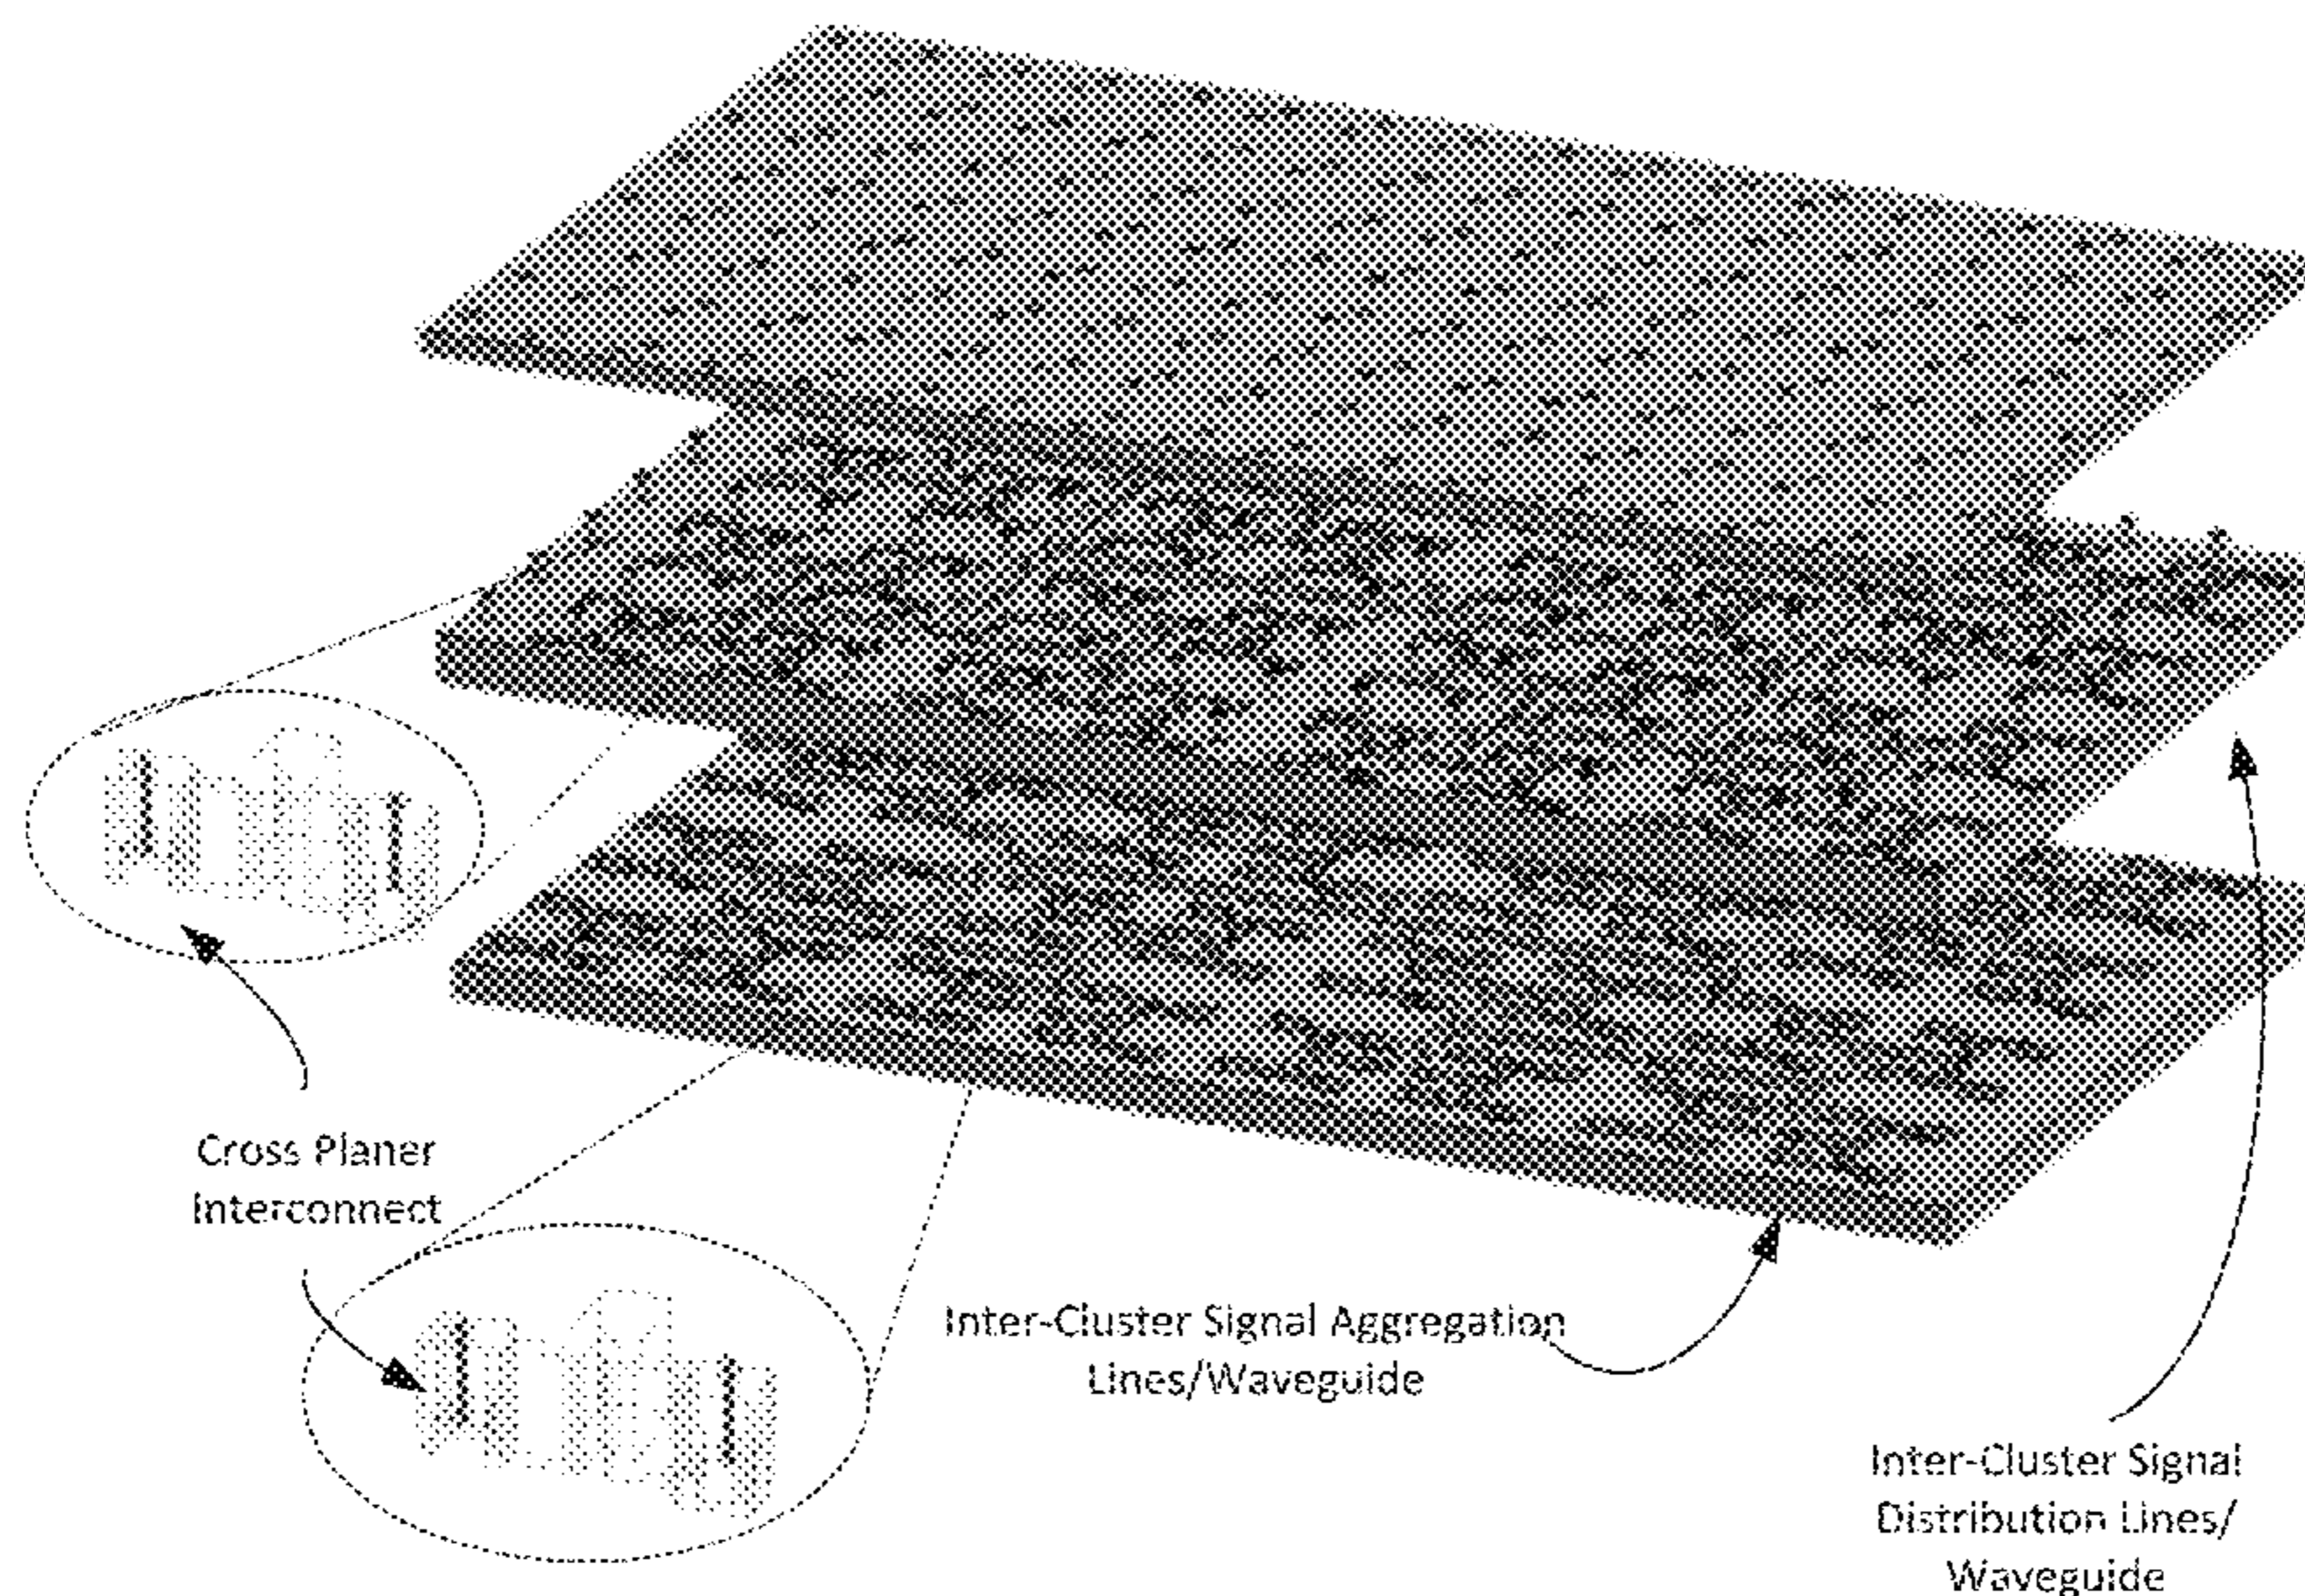 Cross Planer
Interconnect
Inter-Cluster Signal Aggregation
Lines/Waveguide
Inter-Cluster Signal
Distribution Lines/
Waveguide